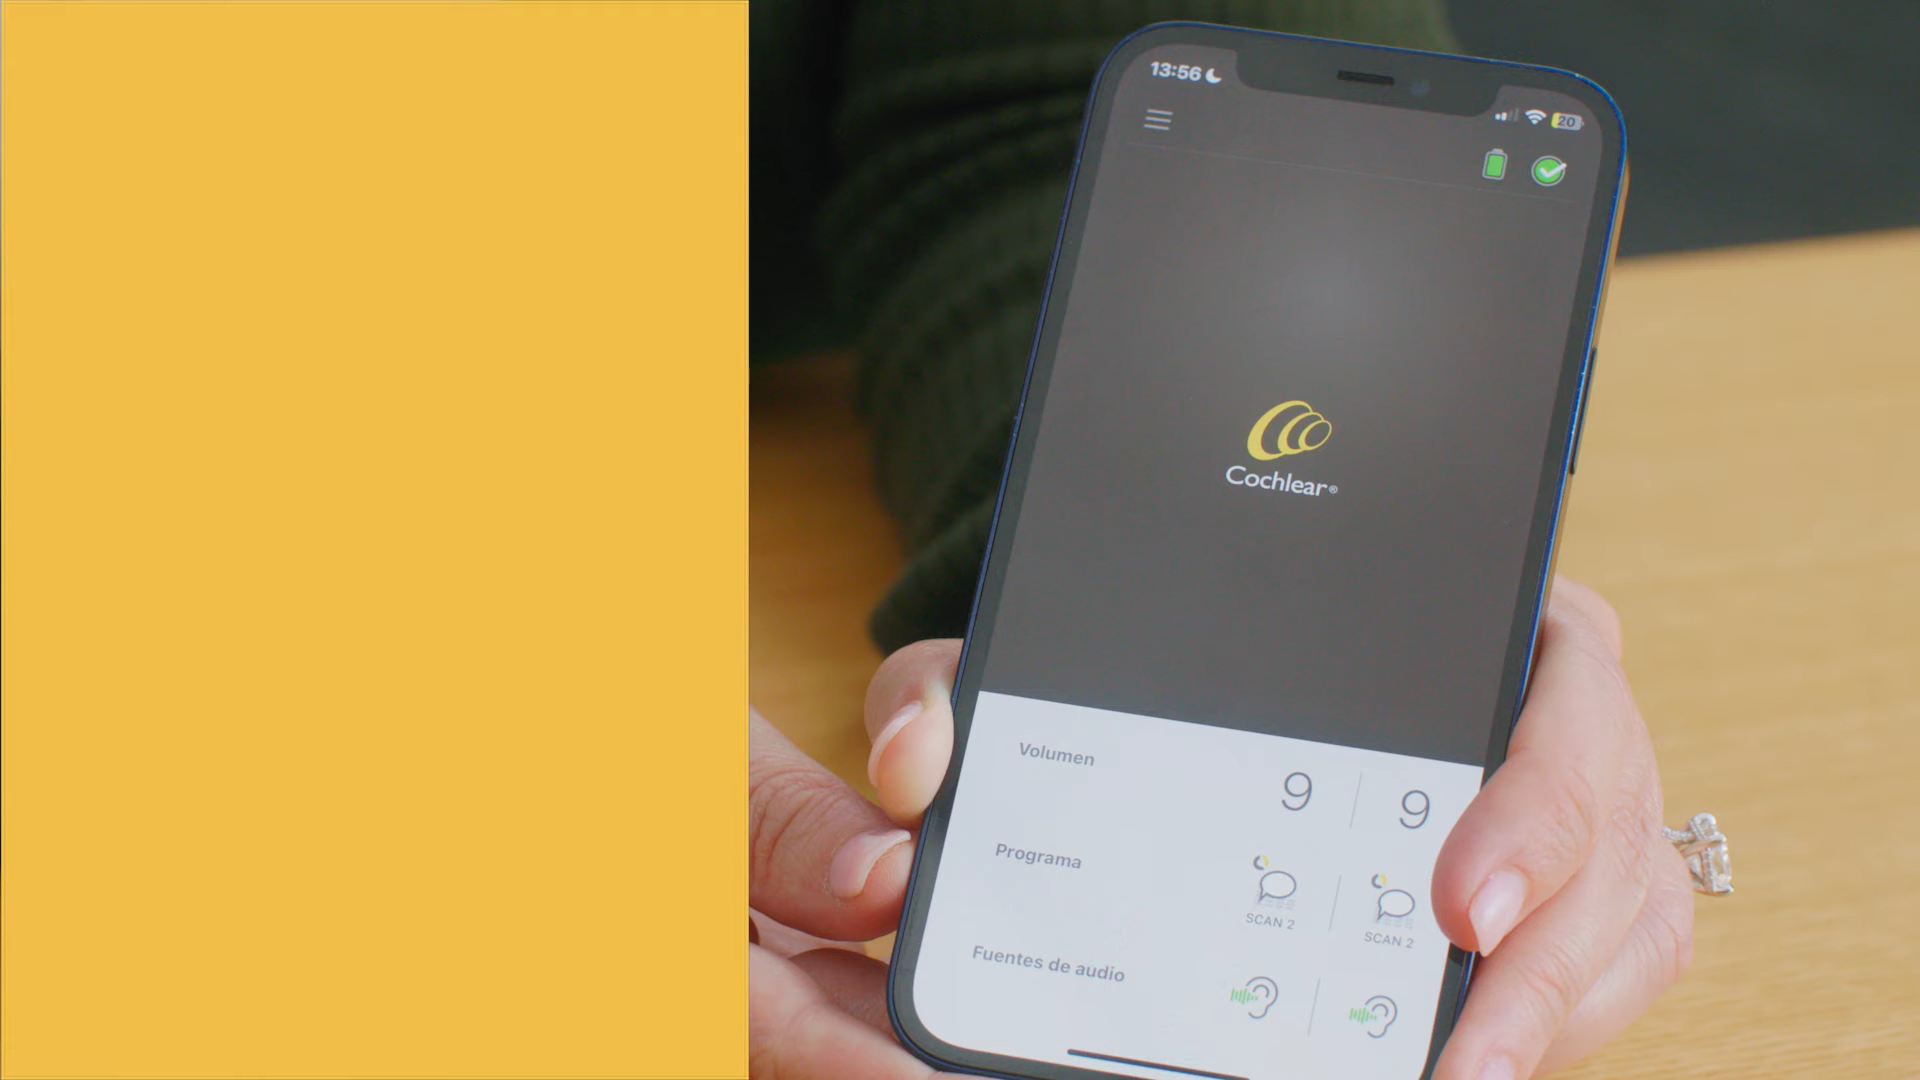 13:56
20
Cochlear®
Volumen
9 9
Programa
SCAN 2 SCAN 2
Fuentes de audio